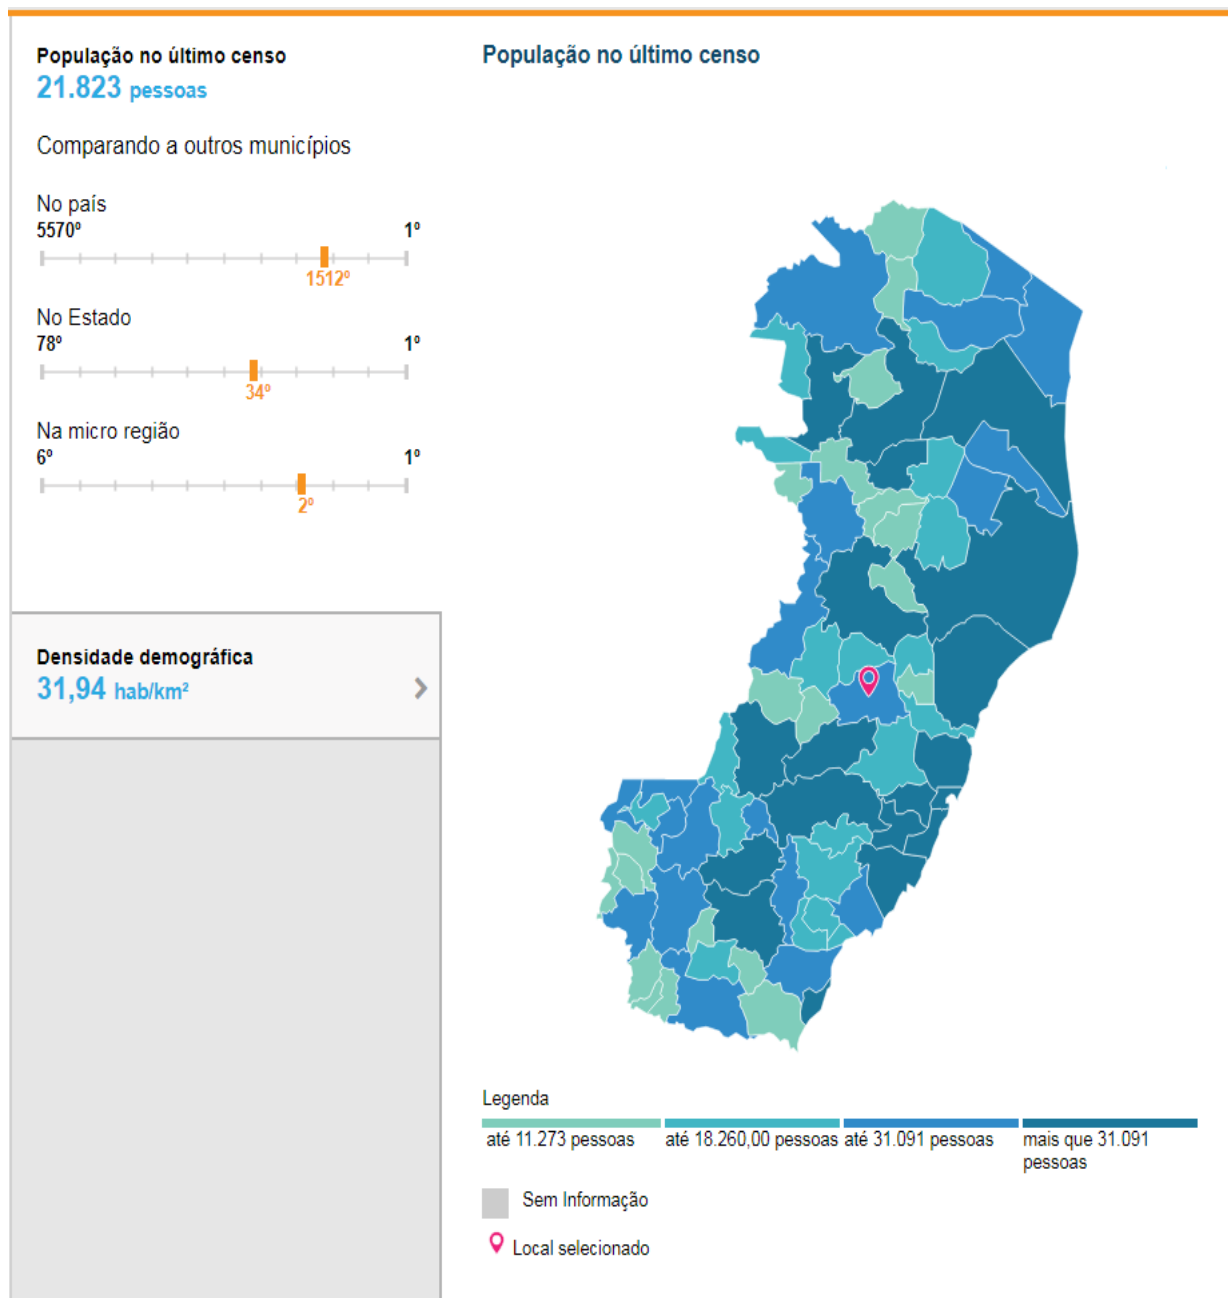 População no último censo
21.823 pessoas
Comparando a outros municípios
No país
5570º 1º
1512º
No Estado
78º 1º
34º
Na micro região
6º 1º
2º
Densidade demográfica
31,94 hab/km²
População no último censo
Legenda
até 11.273 pessoas
até 18.260,00 pessoas
até 31.091 pessoas
mais que 31.091
pessoas
Sem Informação
Local selecionado